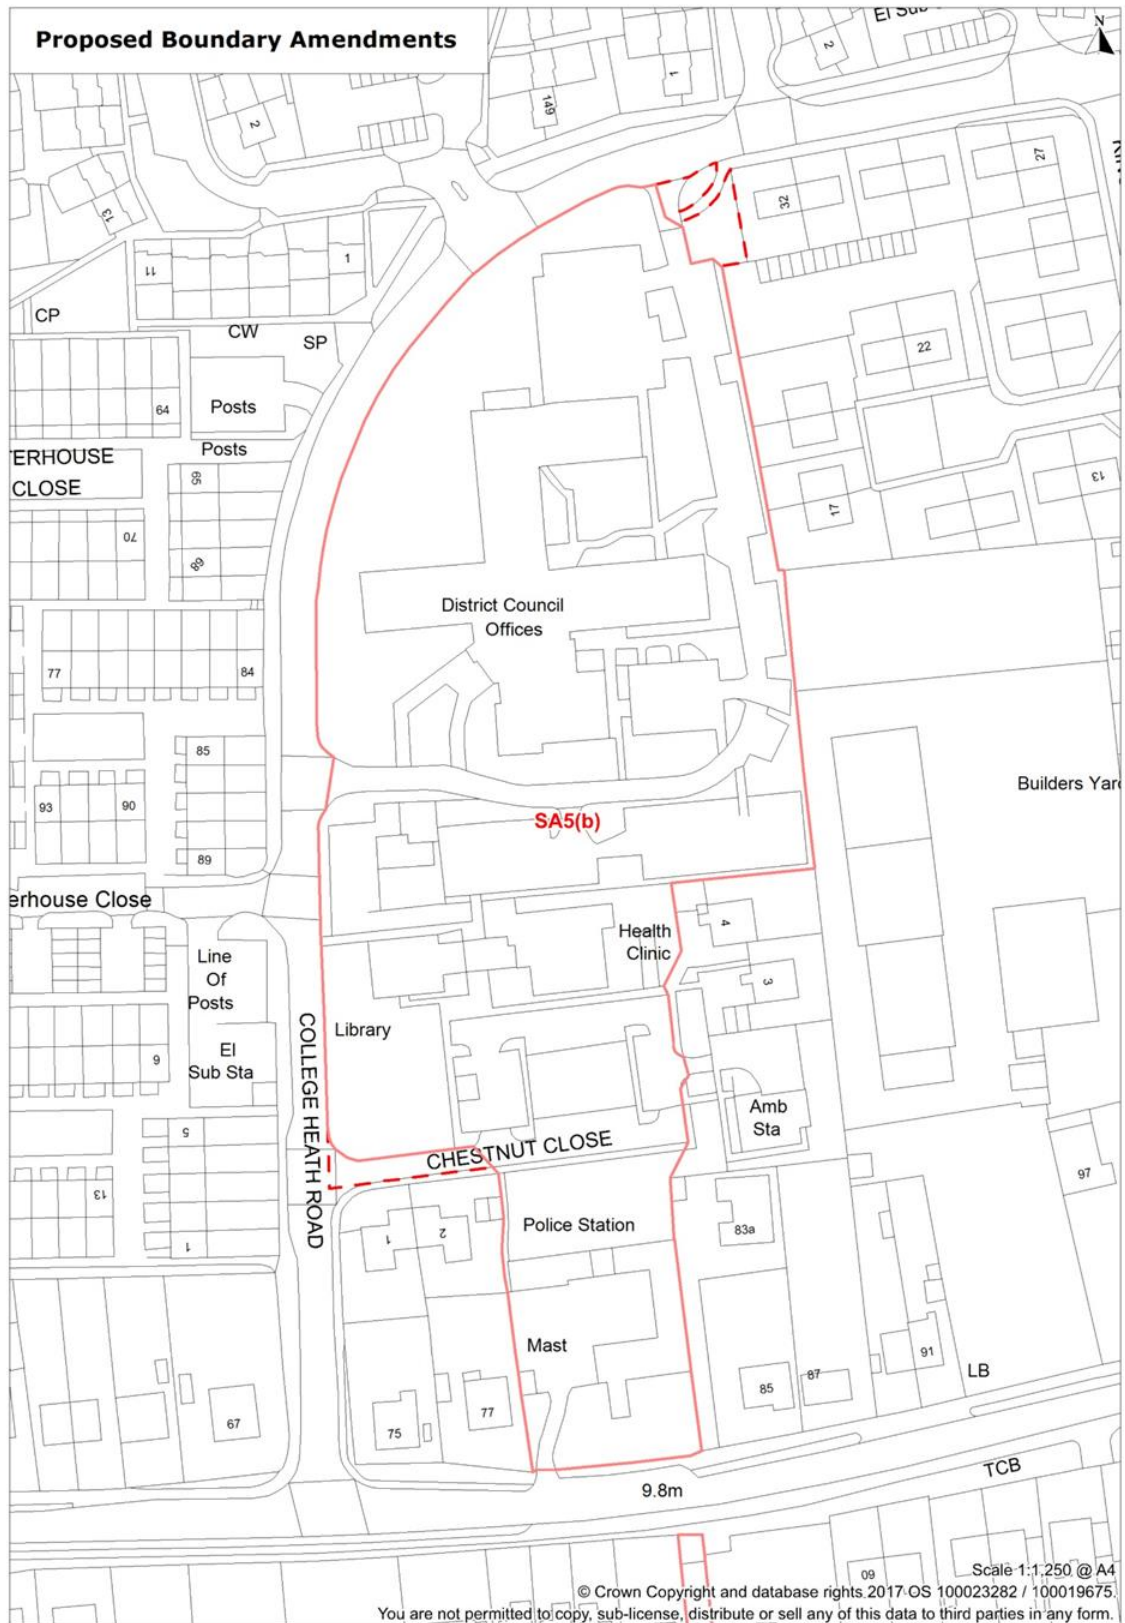 Proposed Boundary Amendments
N
2
149
1
2
27
32
13
11
1
CP
CW
SP
22
64
Posts
ERHOUSE
CLOSE
Posts
65
13
17
70
68
District Council
Offices
77
84
85
Builders Yar
93
90
SA5(b)
89
erhouse Close
4
Health
Clinic
Line
Of
Posts
3
COLLEGE HEATH ROAD
Library
El
Sub Sta
9
Amb
Sta
5
CHESTNUT CLOSE
97
13
1
1
2
Police Station
83a
Mast
91
LB
85
87
77
67
75
TCB
9.8m
Scale 1:1,250 @ A4
© Crown Copyright and database rights 2017 OS 100023282 / 100019675.
You are not permitted to copy, sub-license, distribute or sell any of this data to third parties in any form.